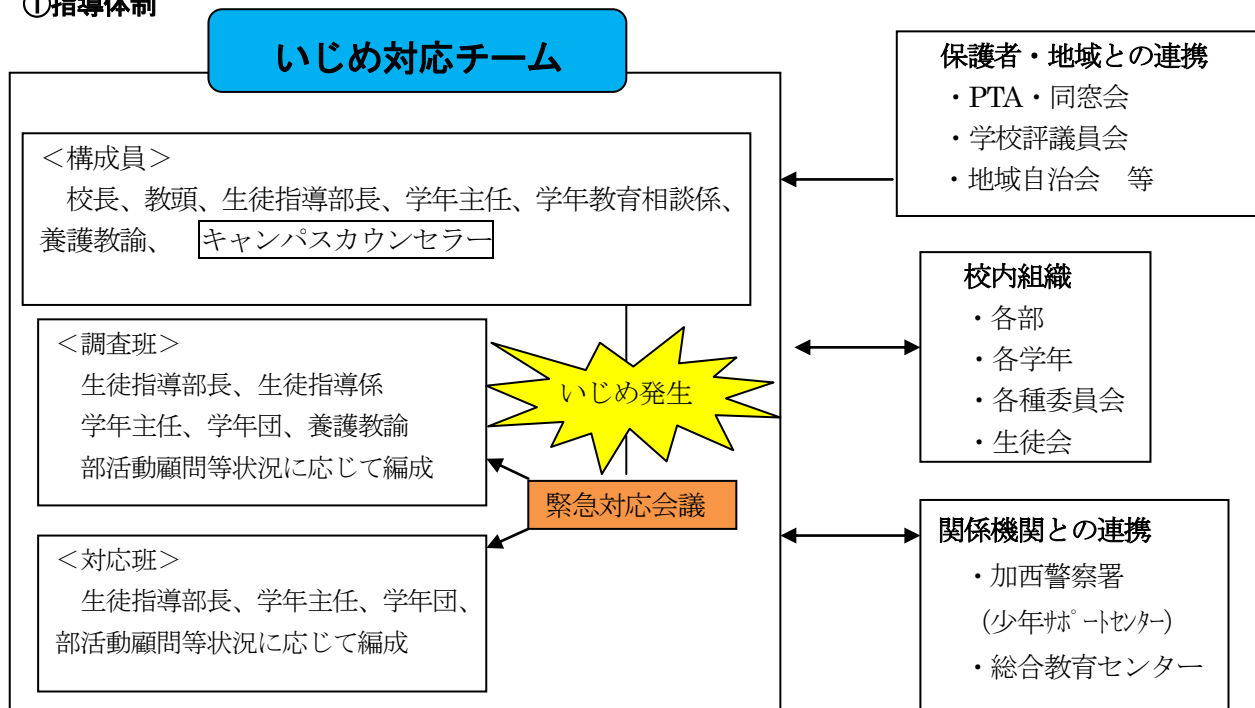 ①指導体制
いじめ対応チーム
＜構成員＞
校長、教頭、生徒指導部長、学年主任、学年教育相談係、
養護教諭、　キャンパスカウンセラー
＜調査班＞
生徒指導部長、生徒指導係
学年主任、学年団、養護教諭
部活動顧問等状況に応じて編成
いじめ発生
緊急対応会議
＜対応班＞
生徒指導部長、学年主任、学年団、
部活動顧問等状況に応じて編成
保護者・地域との連携
・PTA・同窓会
・学校評議員会
・地域自治会　等
校内組織
・各部
・各学年
・各種委員会
・生徒会
関係機関との連携
・加西警察署
(少年ｻﾎﾟｰﾄｾﾝﾀｰ)
・総合教育センター